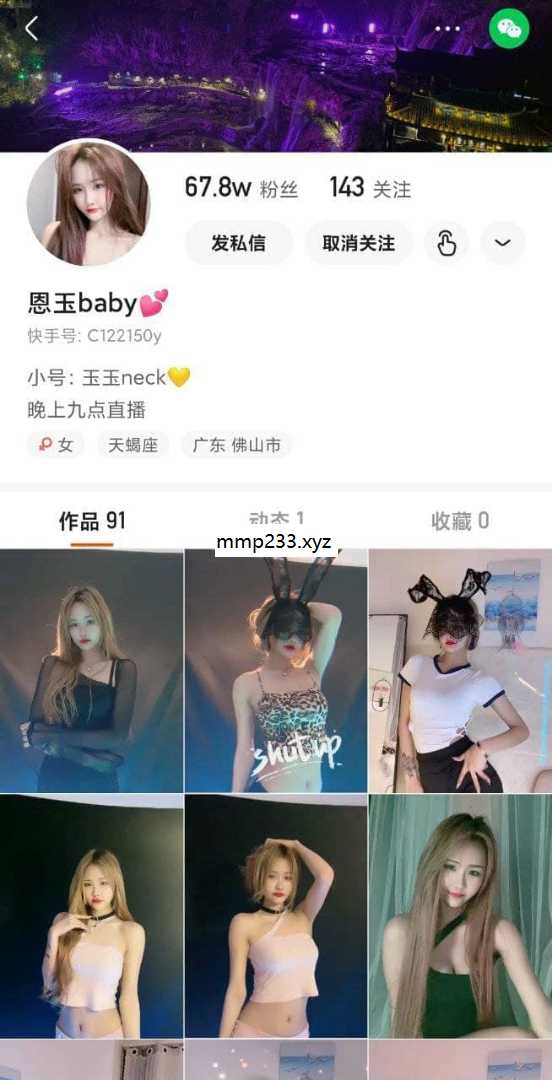 67.8w 粉丝 143 关注
发私信 取消关注
恩玉baby💕
快手号: C122150y
小号: 玉玉neck💛
晚上九点直播
女 天蝎座 广东 佛山市
作品 91 动态 1 收藏 0
mmp233.xyz
shut up